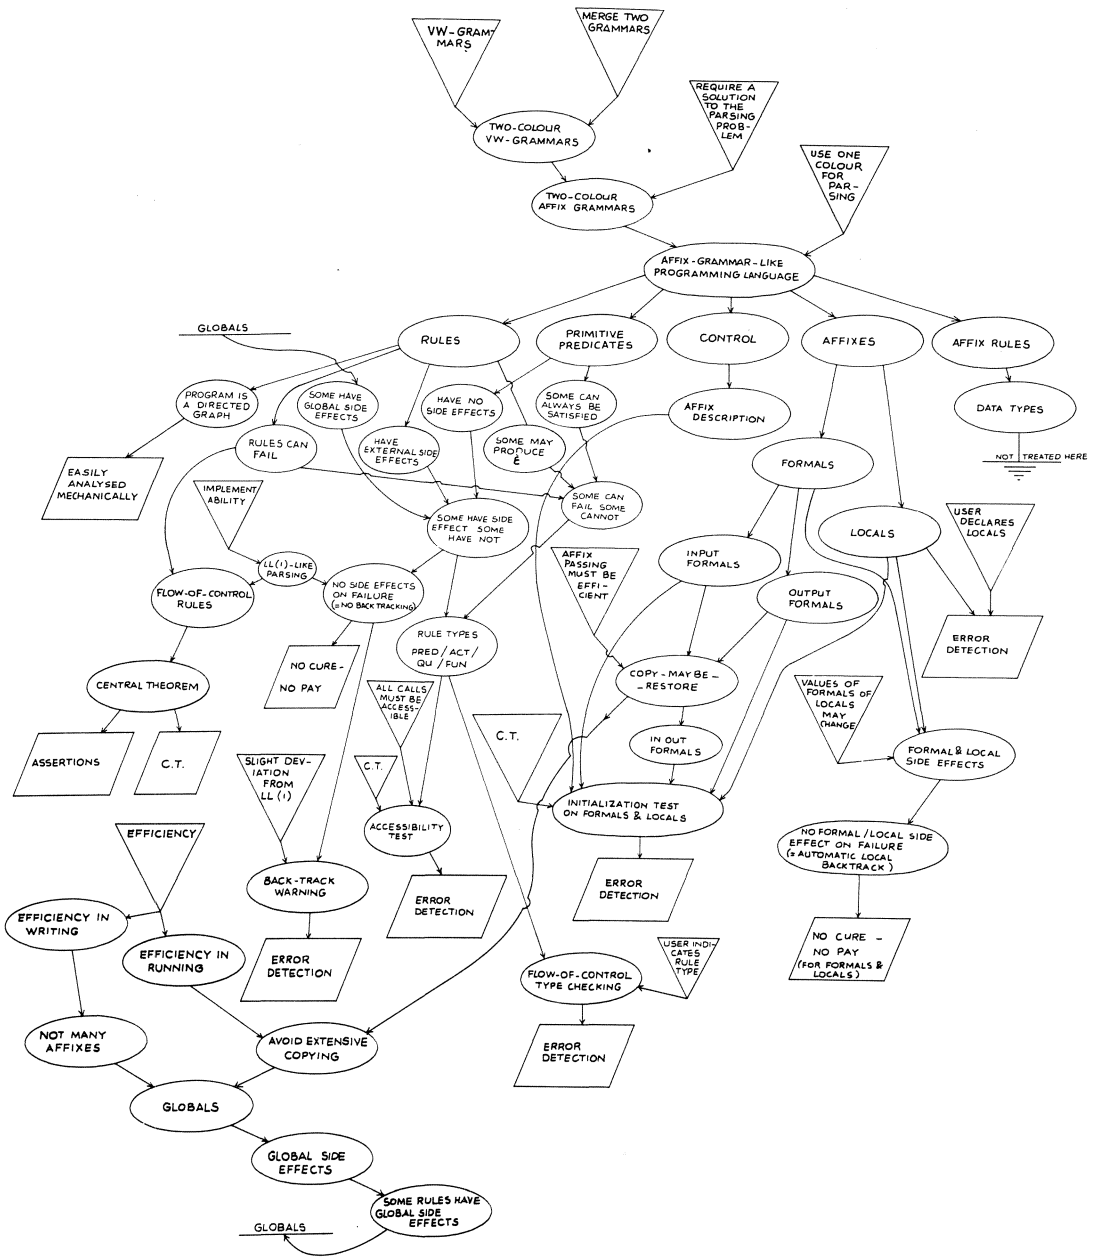 VW-GRAM-
MARS
MERGE TWO
GRAMMARS
REQUIRE A
SOLUTION
TO THE
PARSING
PROB-
LEM
TWO-COLOUR
VW-GRAMMARS
USE ONE
COLOUR
FOR
PAR-
SING
TWO-COLOUR
AFFIX GRAMMARS
AFFIX-GRAMMAR-LIKE
PROGRAMMING LANGUAGE
GLOBALS
RULES
PRIMITIVE
PREDICATES
CONTROL
AFFIXES
AFFIX RULES
PROGRAM IS
A DIRECTED
GRAPH
SOME HAVE
GLOBAL SIDE
EFFECTS
HAVE NO
SIDE EFFECTS
SOME CAN
ALWAYS BE
SATISFIED
AFFIX
DESCRIPTION
DATA TYPES
RULES CAN
FAIL
HAVE
EXTERNAL SIDE
EFFECTS
SOME MAY
PRODUCE
ε
FORMALS
NOT TREATED HERE
EASILY
ANALYSED
MECHANICALLY
IMPLEMENT
ABILITY
SOME HAVE SIDE
EFFECT SOME
HAVE NOT
SOME CAN
FAIL SOME
CANNOT
LOCALS
USER
DECLARES
LOCALS
LL(1)-LIKE
PARSING
AFFIX
PASSING
MUST BE
EFFI-
CIENT
INPUT
FORMALS
FLOW-OF-CONTROL
RULES
NO SIDE EFFECTS
ON FAILURE
(= NO BACKTRACKING)
OUTPUT
FORMALS
RULE TYPES
PRED/ACT/
QU/FUN
ERROR
DETECTION
NO CURE-
NO PAY
CENTRAL THEOREM
ALL CALLS
MUST BE
ACCESS-
IBLE
COPY-MAY BE-
-RESTORE
VALUES OF
FORMALS OF
LOCALS
MAY
CHANGE
ASSERTIONS
C.T.
SLIGHT DEV-
IATION
FROM
LL(1)
C.T.
C.T.
IN OUT
FORMALS
FORMAL & LOCAL
SIDE EFFECTS
INITIALIZATION TEST
ON FORMALS & LOCALS
ACCESSIBILITY
TEST
EFFICIENCY
NO FORMAL/LOCAL SIDE
EFFECT ON FAILURE
(= AUTOMATIC LOCAL
BACKTRACK)
BACK-TRACK
WARNING
ERROR
DETECTION
ERROR
DETECTION
EFFICIENCY IN
WRITING
EFFICIENCY IN
RUNNING
ERROR
DETECTION
FLOW-OF-CONTROL
TYPE CHECKING
USER INDI-
CATES
RULE
TYPE
NO CURE -
NO PAY
(FOR FORMALS &
LOCALS)
NOT MANY
AFFIXES
AVOID EXTENSIVE
COPYING
ERROR
DETECTION
GLOBALS
GLOBAL SIDE
EFFECTS
SOME RULES HAVE
GLOBAL SIDE
EFFECTS
GLOBALS